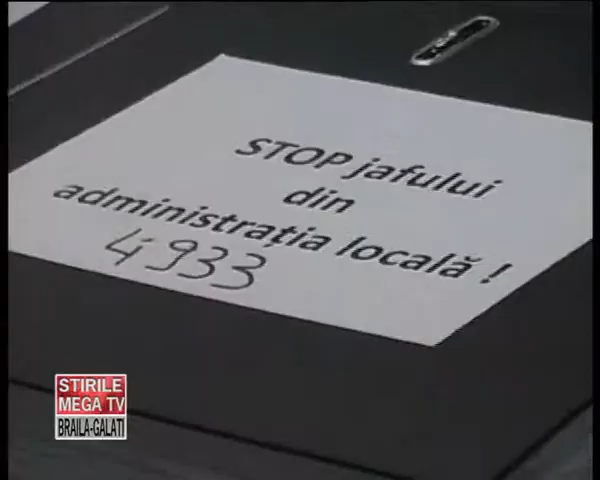 STOP jafului
din
administrația locală !
4933
STIRILE
MEGA TV
BRAILA-GALATI